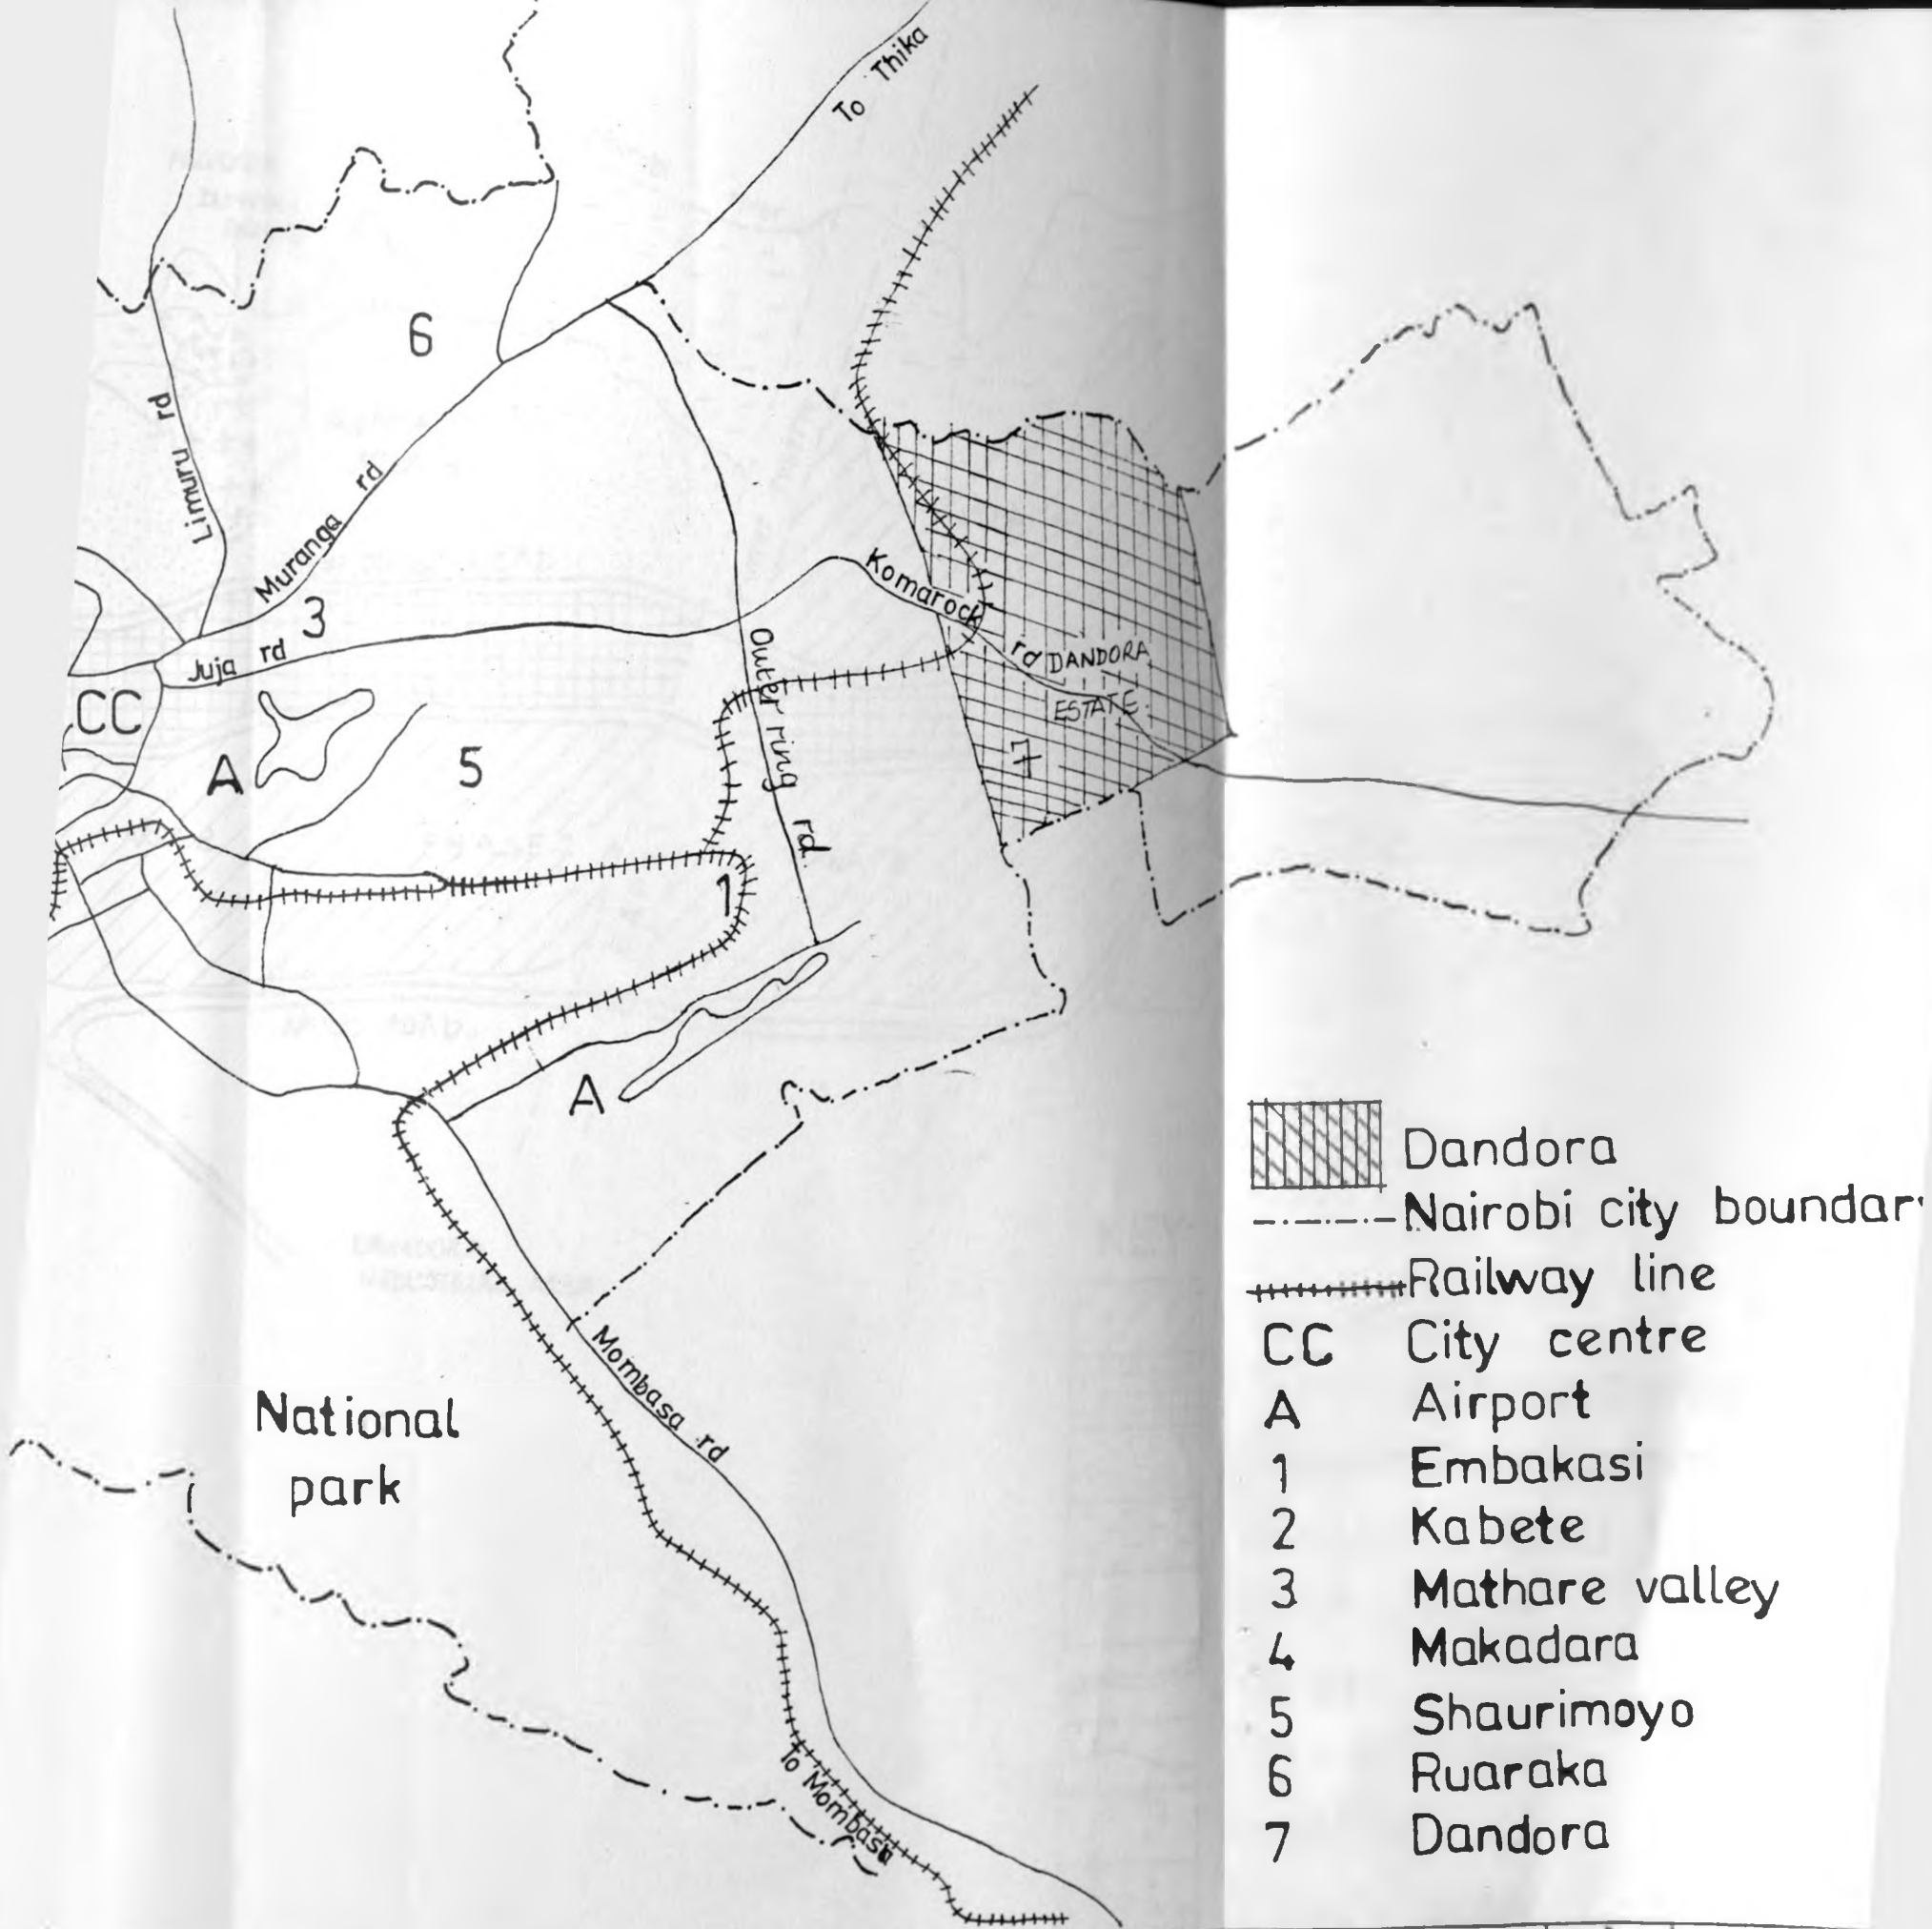 To Thika
6
Limuru rd
Muranga rd
3
Juja rd
Komarock rd
DANDORA
ESTATE
7
Outer ring rd.
CC
A
5
1
A
National
park
Mombasa rd
To Mombasa
Dandora
Nairobi city boundar
Railway line
CC City centre
A Airport
1 Embakasi
2 Kabete
3 Mathare valley
4 Makadara
5 Shaurimoyo
6 Ruaraka
7 Dandora